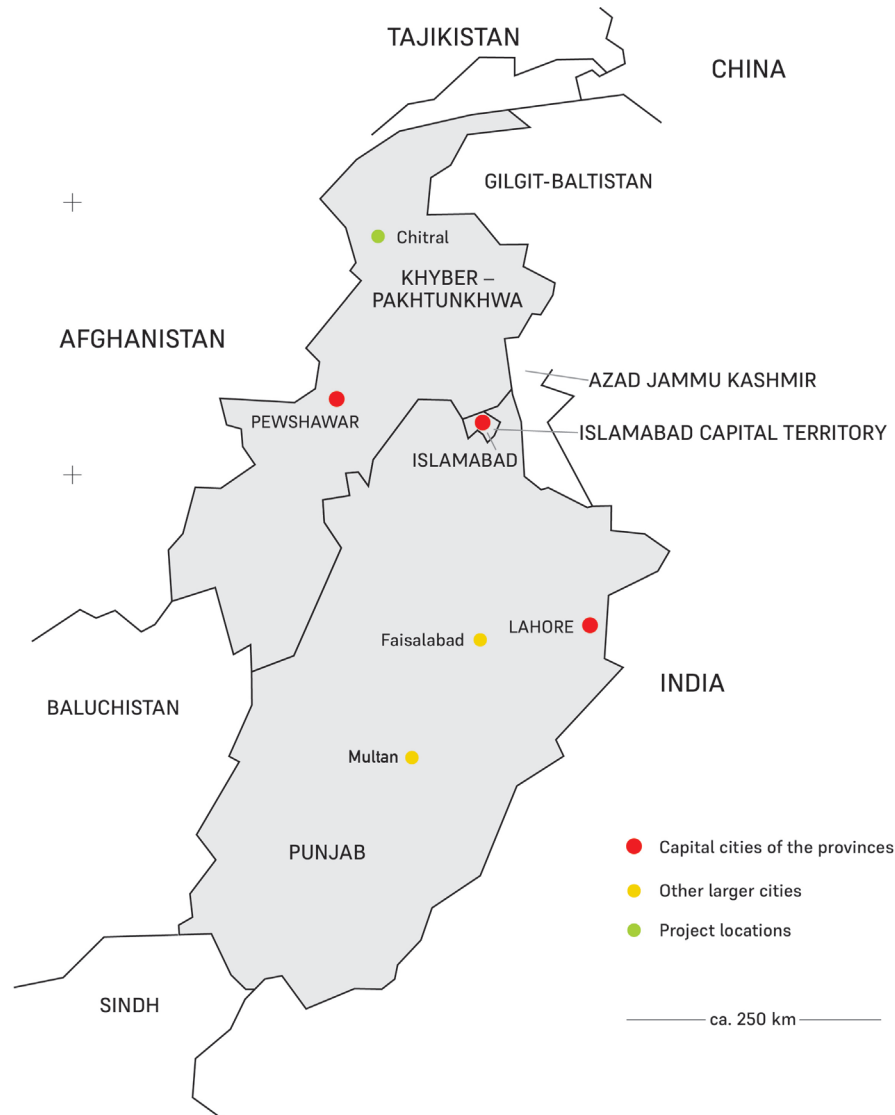 TAJIKISTAN
CHINA
GILGIT-BALTISTAN
Chitral
KHYBER –
PAKHTUNKHWA
AFGHANISTAN
AZAD JAMMU KASHMIR
PEWSHAWAR
ISLAMABAD CAPITAL TERRITORY
ISLAMABAD
LAHORE
Faisalabad
INDIA
BALUCHISTAN
Multan
PUNJAB
Capital cities of the provinces
Other larger cities
Project locations
SINDH
ca. 250 km